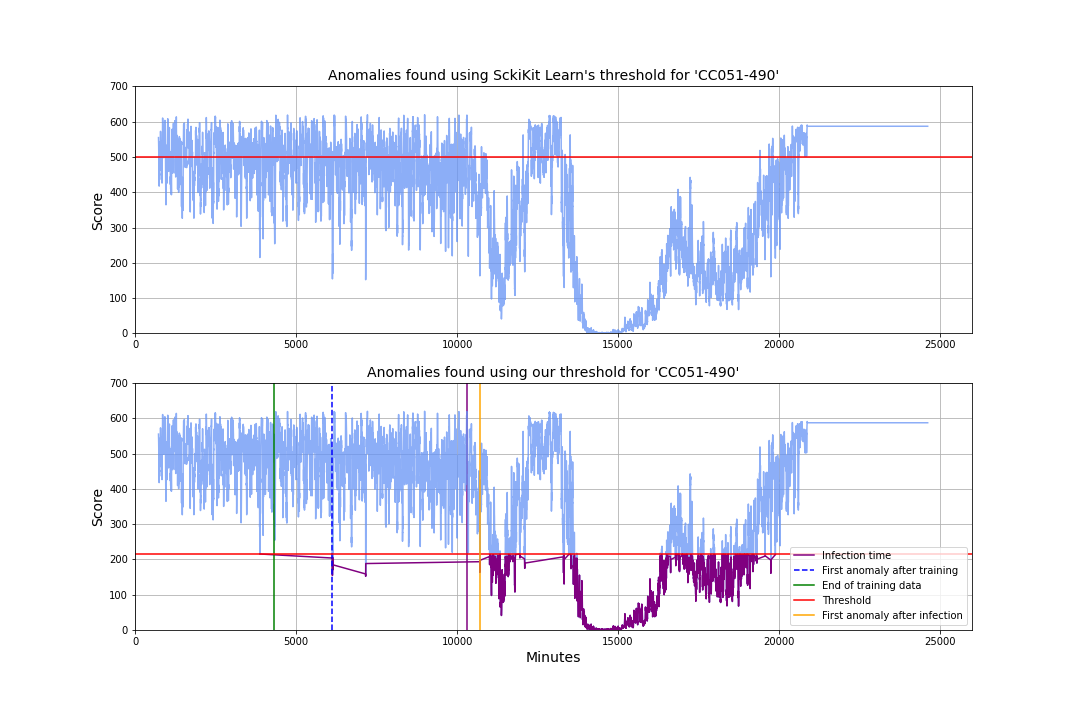 Anomalies found using SckiKit Learn's threshold for 'CC051-490'
700
600
500
400
300
200
100
0
Score
0 5000 10000 15000 20000 25000
Anomalies found using our threshold for 'CC051-490'
700
600
500
400
300
200
100
0
Score
Infection time
First anomaly after training
End of training data
Threshold
First anomaly after infection
0 5000 10000 15000 20000 25000
Minutes